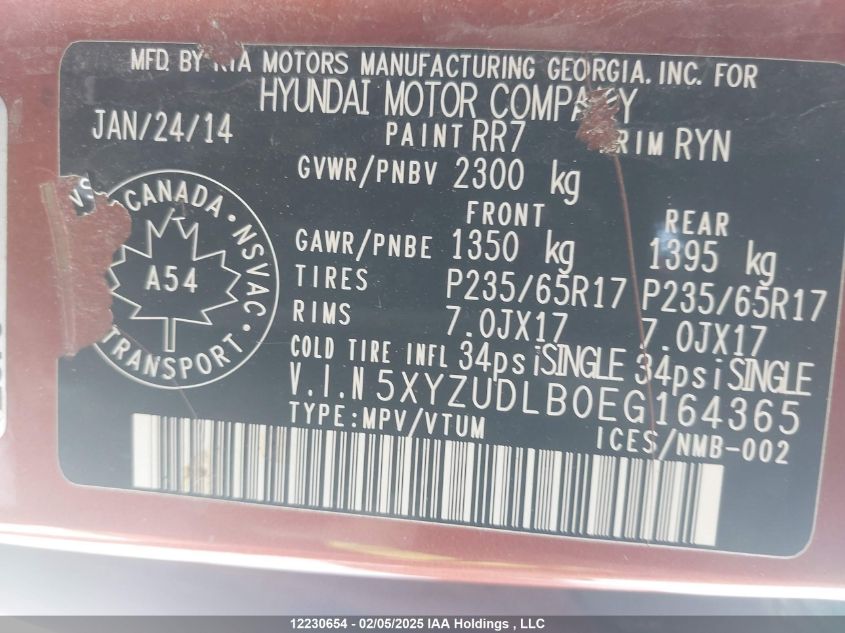 MFD. BY KIA MOTORS MANUFACTURING GEORGIA, INC. FOR
HYUNDAI MOTOR COMPANY
JAN/24/14 PAINT RR7 TRIM RYN
GVWR/PNBV 2300 kg
FRONT REAR
GAWR/PNBE 1350 kg 1395 kg
TIRES P235/65R17 P235/65R17
RIMS 7.0JX17 7.0JX17
COLD TIRE INFL 34psiSINGLE 34psiSINGLE
V.I.N 5XYZUDLB0EG164365
TYPE:MPV/VTUM ICES/NMB-002
CANADA • NSVAC •
A54
TRANSPORT •
12230654 - 02/05/2025 IAA Holdings , LLC